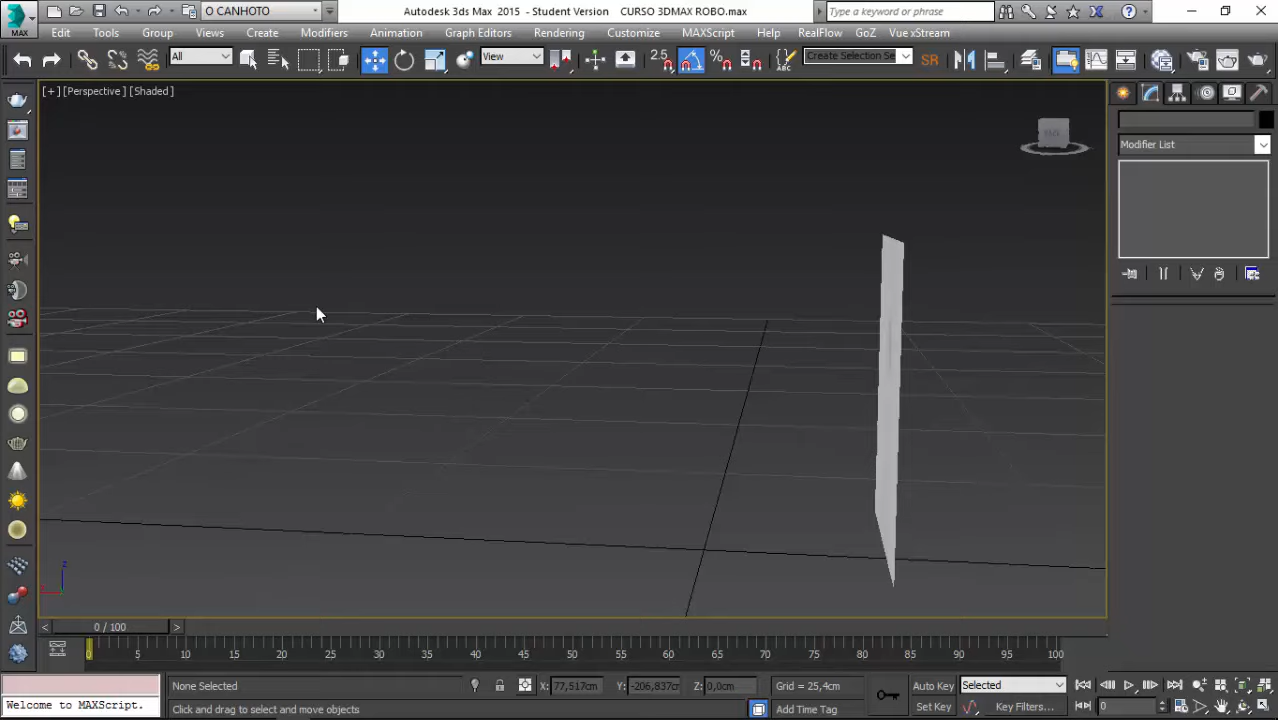 MAX
O CANHOTO
Autodesk 3ds Max 2015 - Student Version CURSO 3DMAX ROBO.max
Type a keyword or phrase
Edit Tools Group Views Create Modifiers Animation Graph Editors Rendering Customize MAXScript Help RealFlow GoZ Vue xStream
All
View
2.5
Create Selection Se
SR
[+] [Perspective] [Shaded]
Modifier List
z
0 / 100
0 5 10 15 20 25 30 35 40 45 50 55 60 65 70 75 80 85 90 95 100
None Selected
X: 77,517cm Y: -206,837cm Z: 0,0cm
Grid = 25,4cm
Auto Key
Selected
Welcome to MAXScript.
Click and drag to select and move objects
Add Time Tag
Set Key
Key Filters...
0